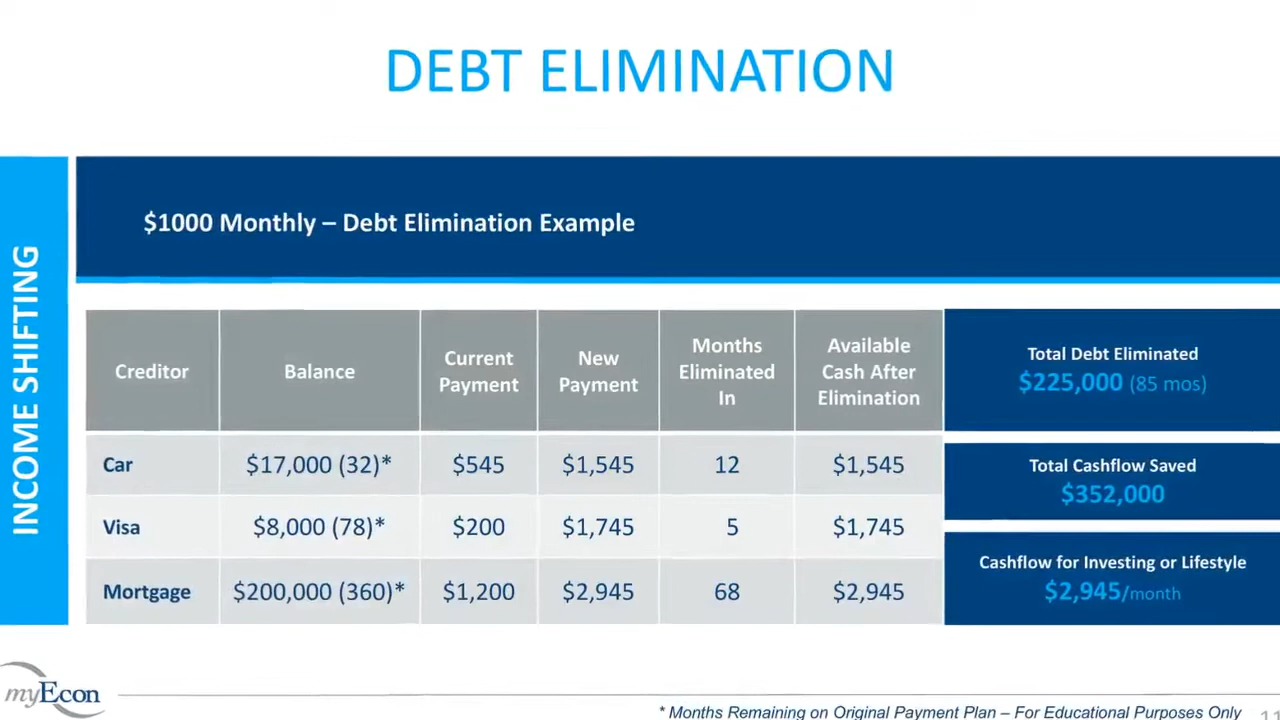 DEBT ELIMINATION
INCOME SHIFTING
$1000 Monthly – Debt Elimination Example
Creditor
Balance
Current
Payment
New
Payment
Months
Eliminated
In
Available
Cash After
Elimination
Car
$17,000 (32)*
$545
$1,545
12
$1,545
Visa
$8,000 (78)*
$200
$1,745
5
$1,745
Mortgage
$200,000 (360)*
$1,200
$2,945
68
$2,945
Total Debt Eliminated
$225,000 (85 mos)
Total Cashflow Saved
$352,000
Cashflow for Investing or Lifestyle
$2,945/month
myEcon
* Months Remaining on Original Payment Plan – For Educational Purposes Only
11